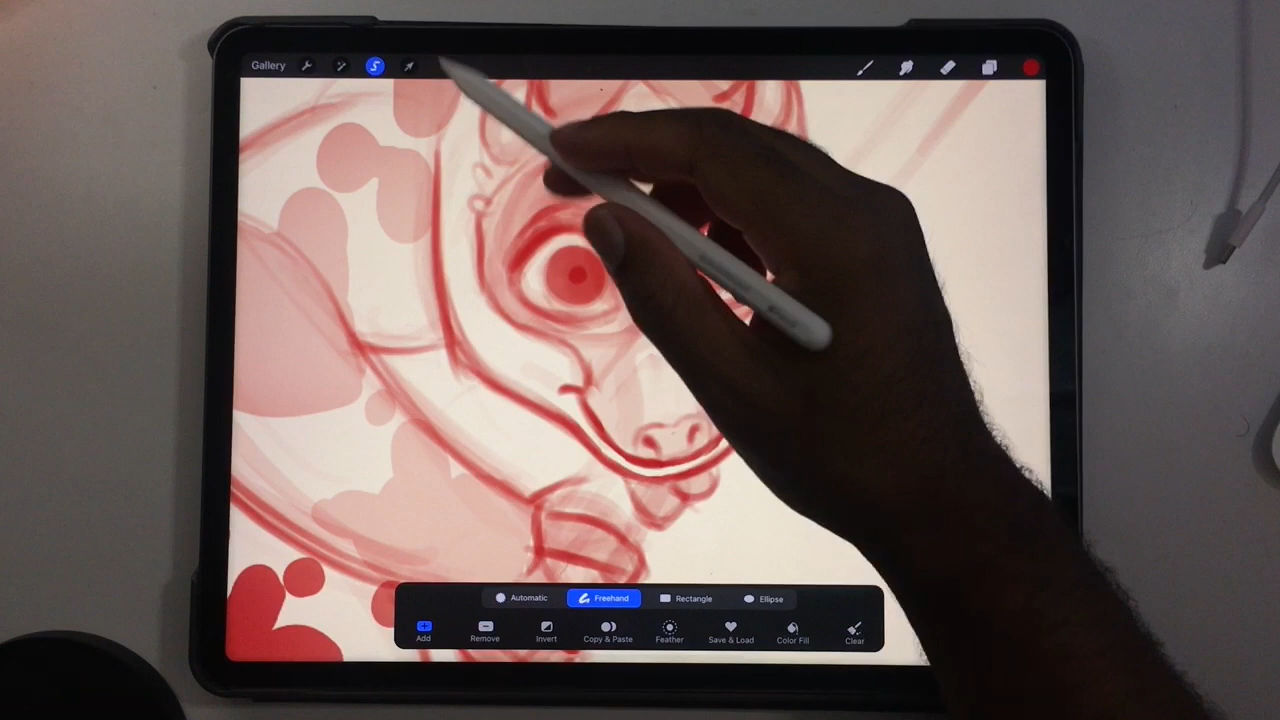 Gallery
Automatic Freehand Rectangle Ellipse
Add Remove Invert Copy & Paste Feather Save & Load Color Fill Clear